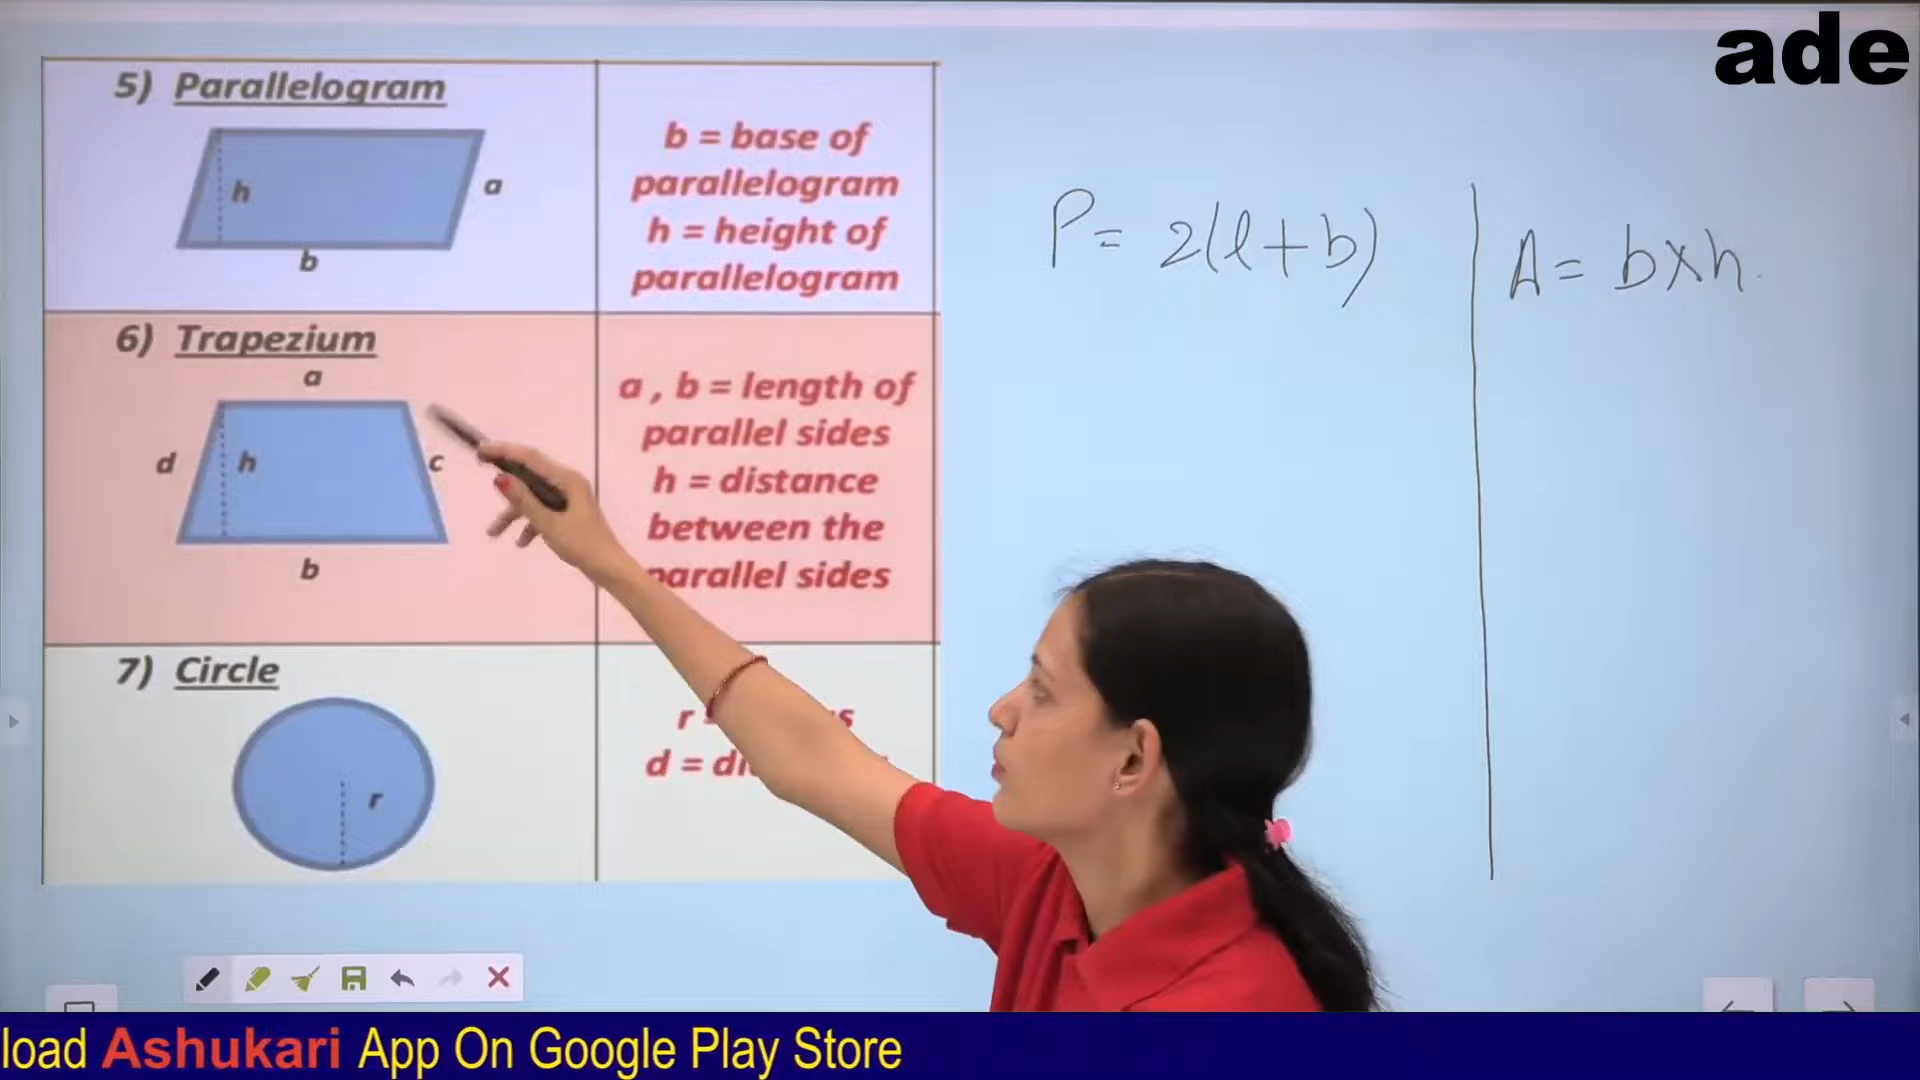 ade
5) Parallelogram
h
a
b
b = base of
parallelogram
h = height of
parallelogram
P = 2(l+b)
A = b×h.
6) Trapezium
a
d
h
c
b
a , b = length of
parallel sides
h = distance
between the
parallel sides
7) Circle
r
r
d =
load Ashukari App On Google Play Store